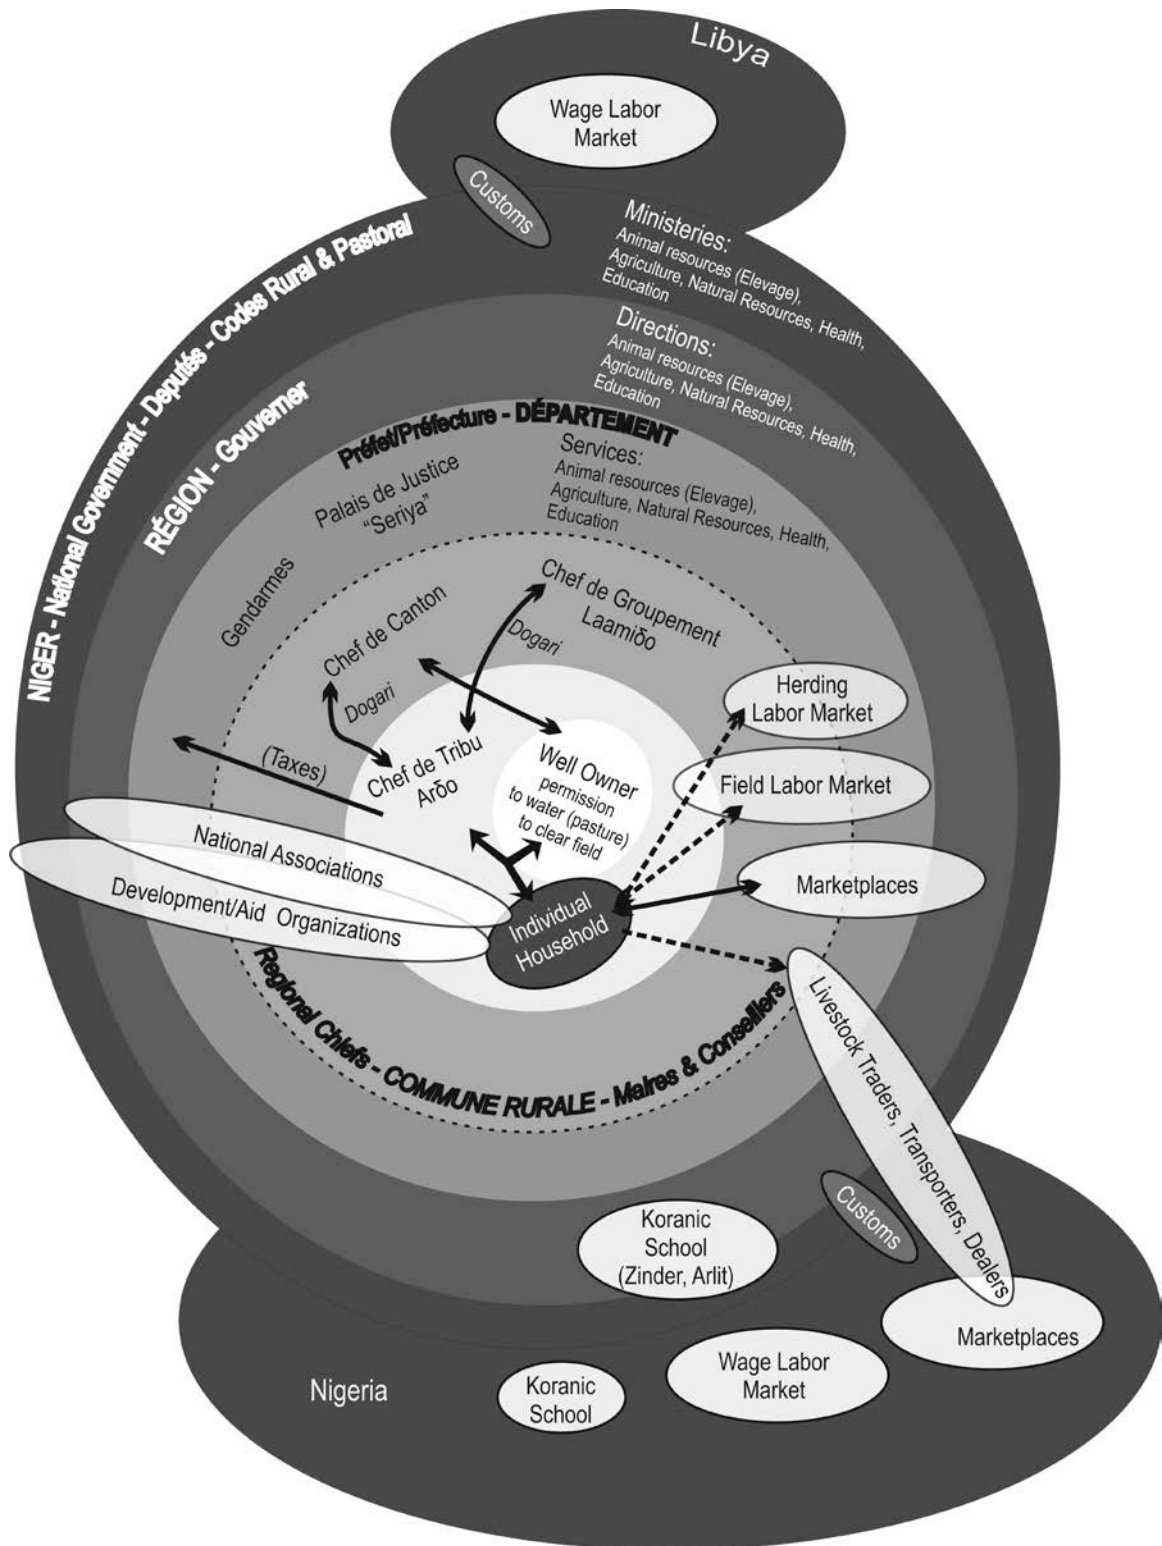 Libya
Wage Labor
Market
Customs
NIGER - National Government - Deputés - Codes Rural & Pastoral
Ministeries:
Animal resources (Elevage),
Agriculture, Natural Resources, Health,
Education
RÉGION - Gouverner
Directions:
Animal resources (Elevage),
Agriculture, Natural Resources, Health,
Education
Préfet/Préfecture - DÉPARTEMENT
Palais de Justice
"Seriya"
Services:
Animal resources (Elevage),
Agriculture, Natural Resources, Health,
Education
Gendarmes
Chef de Canton
Chef de Groupement
Laamiδo
Dogari
Dogari
Herding
Labor Market
(Taxes)
Chef de Tribu
Arδo
Well Owner
permission
to water (pasture)
to clear field
Field Labor Market
National Associations
Development/Aid Organizations
Individual
Household
Marketplaces
Regional Chiefs - COMMUNE RURALE - Maires & Conseillers
Livestock Traders, Transporters, Dealers
Customs
Koranic
School
(Zinder, Arlit)
Marketplaces
Wage Labor
Market
Koranic
School
Nigeria